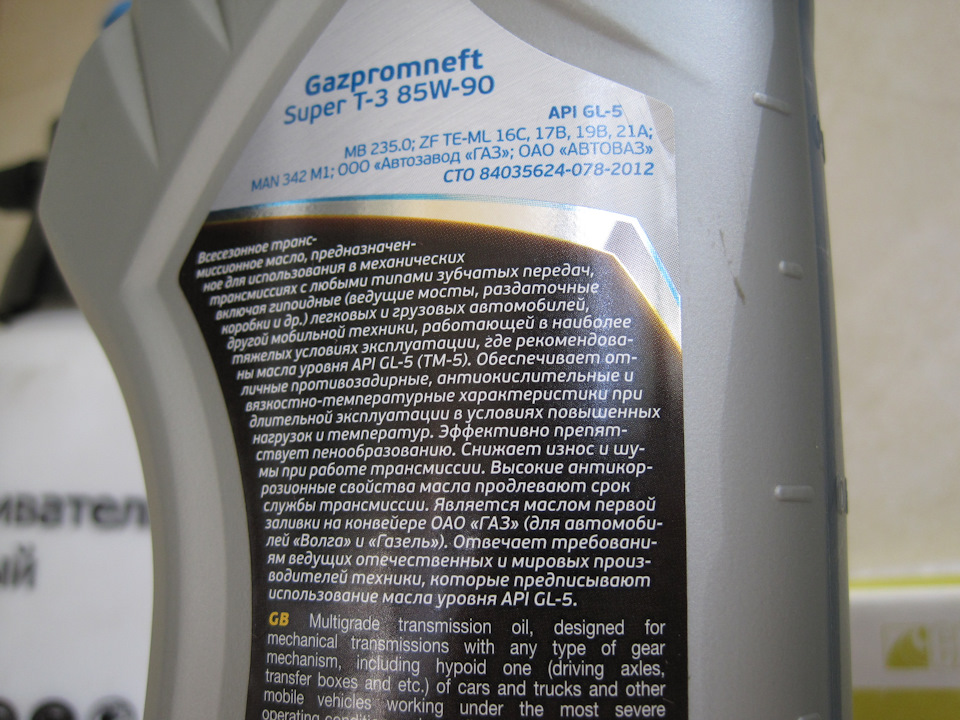 Gazpromneft
Super T-3 85W-90
API GL-5
MB 235.0; ZF TE-ML 16C, 17B, 19B, 21A;
MAN 342 M1; ООО «Автозавод «ГАЗ»; ОАО «АВТОВАЗ»
СТО 84035624-078-2012
Всесезонное транс-
миссионное масло, предназначен-
ное для использования в механических
трансмиссиях с любыми типами зубчатых передач,
включая гипоидные (ведущие мосты, раздаточные
коробки и др.) легковых и грузовых автомобилей,
другой мобильной техники, работающей в наиболее
тяжелых условиях эксплуатации, где рекомендова-
ны масла уровня API GL-5 (ТМ-5). Обеспечивает от-
личные противозадирные, антиокислительные и
вязкостно-температурные характеристики при
длительной эксплуатации в условиях повышенных
нагрузок и температур. Эффективно препят-
ствует пенообразованию. Снижает износ и шу-
мы при работе трансмиссии. Высокие антикор-
розионные свойства масла продлевают срок
службы трансмиссии. Является маслом первой
заливки на конвейере ОАО «ГАЗ» (для автомоби-
лей «Волга» и «Газель»). Отвечает требовани-
ям ведущих отечественных и мировых произ-
водителей техники, которые предписывают
использование масла уровня API GL-5.
GB Multigrade transmission oil, designed for
mechanical transmissions with any type of gear
mechanism, including hypoid one (driving axles,
transfer boxes and etc.) of cars and trucks and other
mobile vehicles working under the most severe
operating